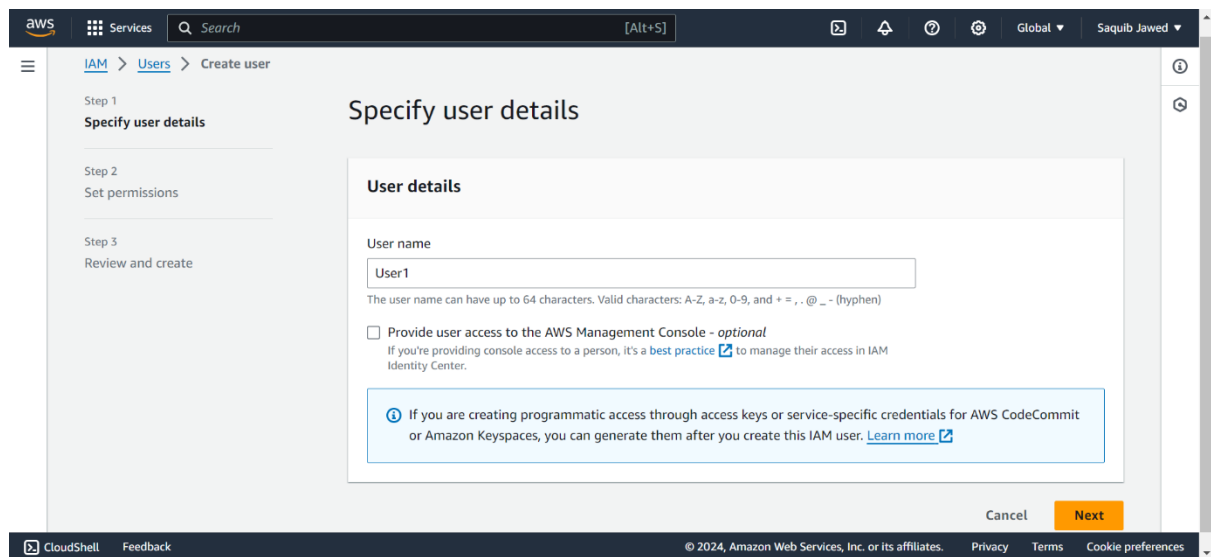 aws
Services
Search
[Alt+S]
Global ▼
Saquib Jawed ▼
IAM > Users > Create user
Step 1
Specify user details
Step 2
Set permissions
Step 3
Review and create
Specify user details
User details
User name
User1
The user name can have up to 64 characters. Valid characters: A-Z, a-z, 0-9, and + = , . @ _ - (hyphen)
Provide user access to the AWS Management Console - optional
If you're providing console access to a person, it's a best practice to manage their access in IAM
Identity Center.
If you are creating programmatic access through access keys or service-specific credentials for AWS CodeCommit
or Amazon Keyspaces, you can generate them after you create this IAM user. Learn more
Cancel
Next
CloudShell
Feedback
© 2024, Amazon Web Services, Inc. or its affiliates.
Privacy
Terms
Cookie preferences